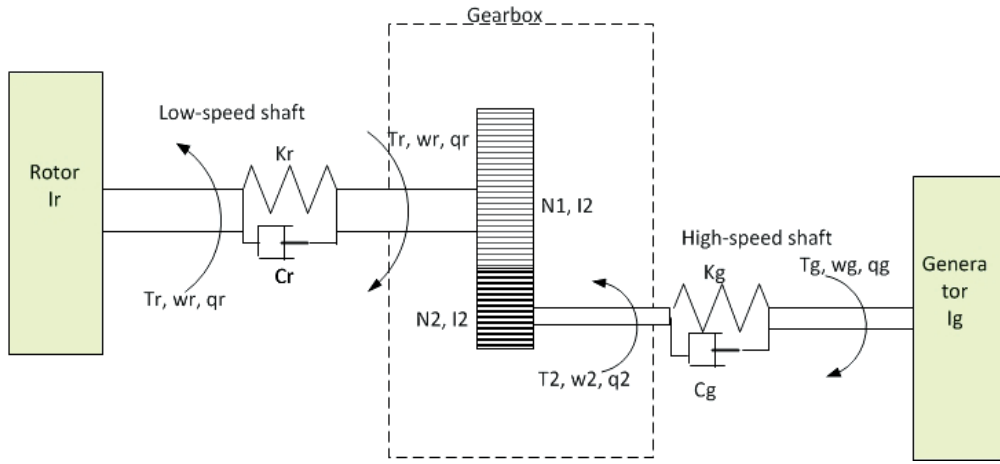 Gearbox
Low-speed shaft
Kr
Tr, wr, qr
Rotor
Ir
N1, I2
High-speed shaft
Kg
Tg, wg, qg
Genera
tor
Ig
Cr
Tr, wr, qr
N2, I2
T2, w2, q2
Cg